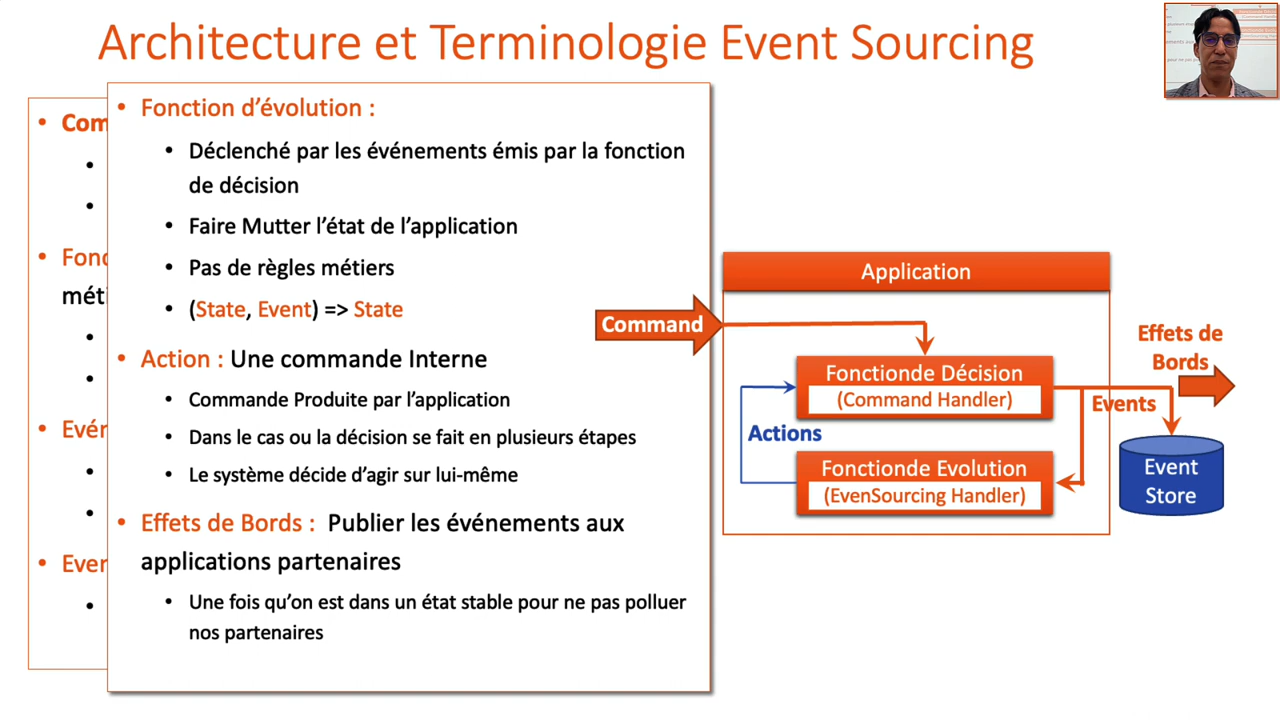 Architecture et Terminologie Event Sourcing
• Fonction d’évolution :
• Déclenché par les événements émis par la fonction
de décision
• Faire Mutter l’état de l’application
• Pas de règles métiers
• (State, Event) => State
• Action : Une commande Interne
• Commande Produite par l’application
• Dans le cas ou la décision se fait en plusieurs étapes
• Le système décide d’agir sur lui-même
• Effets de Bords : Publier les événements aux
applications partenaires
• Une fois qu’on est dans un état stable pour ne pas polluer
nos partenaires
• Com
• Fonc
méti
• Evén
• Even
Application
Command
Fonctionde Décision
(Command Handler)
Actions
Fonctionde Evolution
(EvenSourcing Handler)
Events
Effets de
Bords
Event
Store